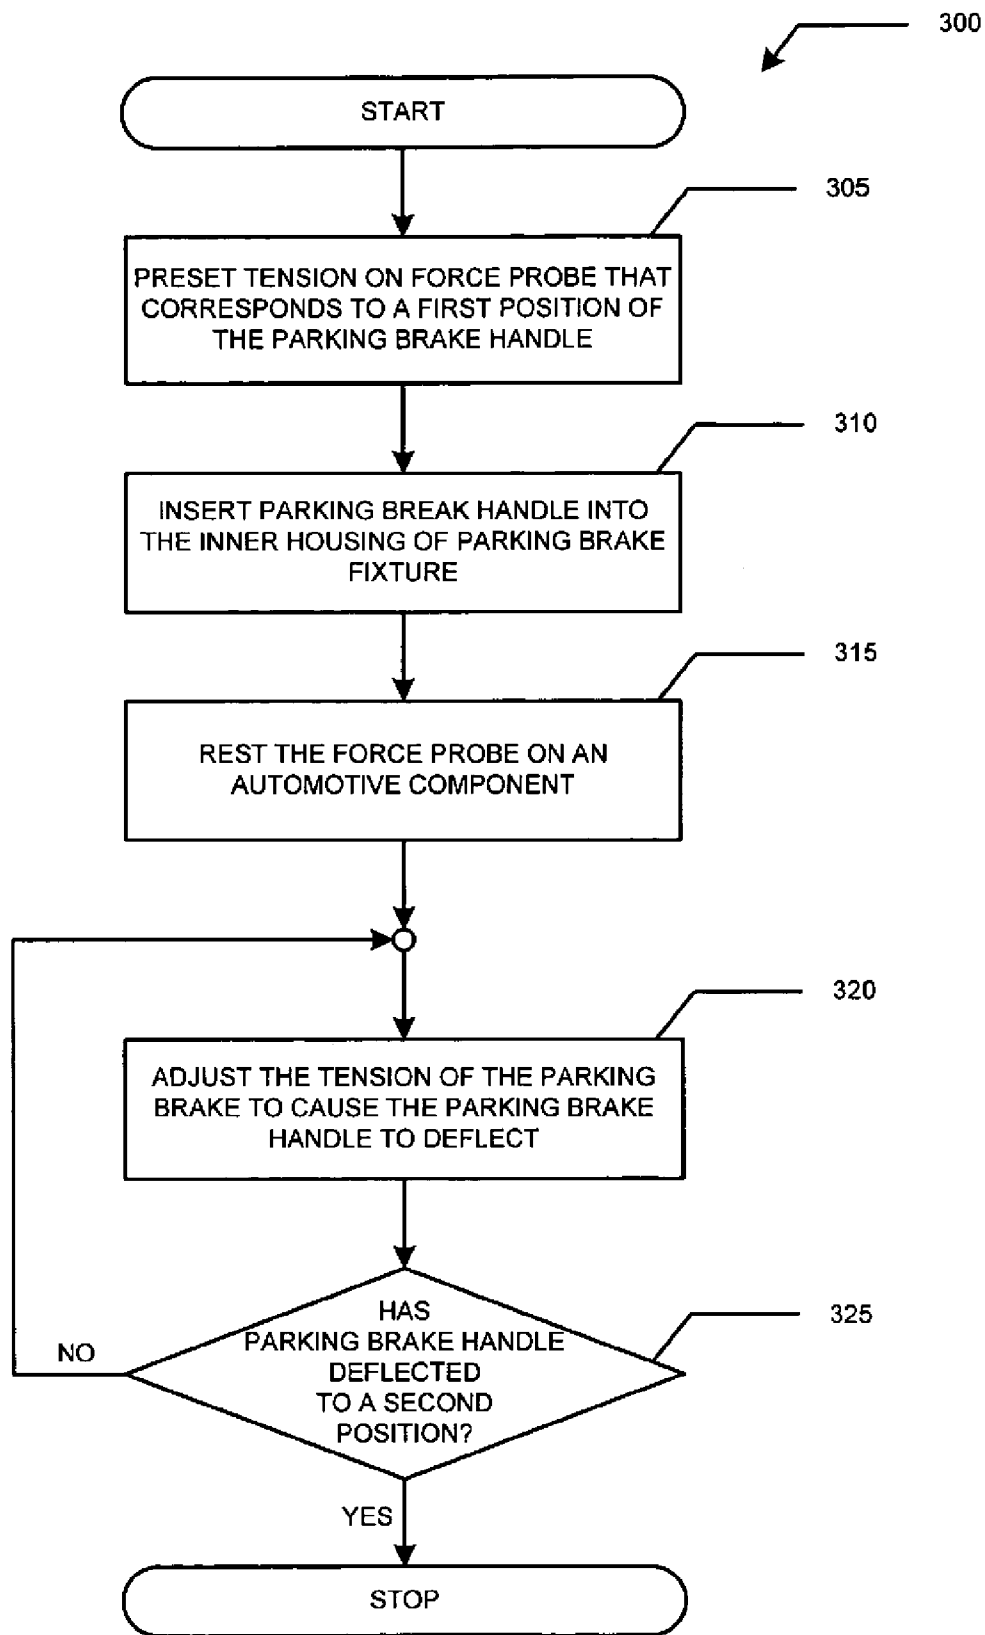 300
START
305
PRESET TENSION ON FORCE PROBE THAT
CORRESPONDS TO A FIRST POSITION OF
THE PARKING BRAKE HANDLE
310
INSERT PARKING BREAK HANDLE INTO
THE INNER HOUSING OF PARKING BRAKE
FIXTURE
315
REST THE FORCE PROBE ON AN
AUTOMOTIVE COMPONENT
320
ADJUST THE TENSION OF THE PARKING
BRAKE TO CAUSE THE PARKING BRAKE
HANDLE TO DEFLECT
325
HAS
PARKING BRAKE HANDLE
DEFLECTED
TO A SECOND
POSITION?
NO
YES
STOP